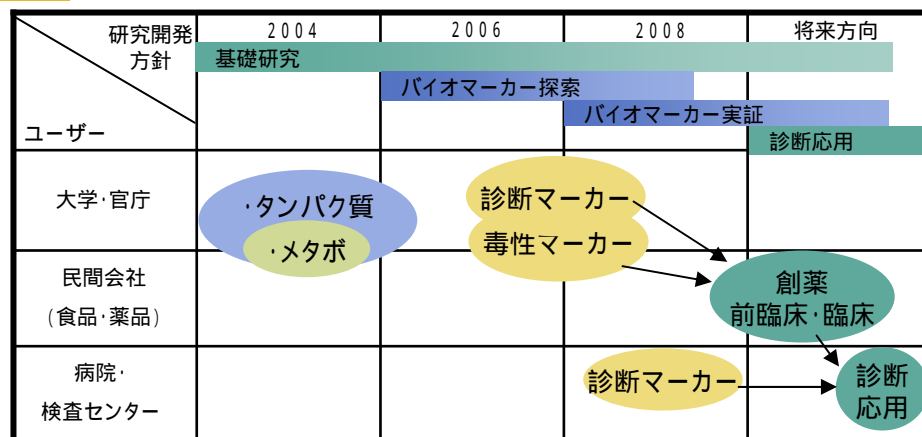 研究開発
方針
ユーザー
2004
2006
2008
将来方向
基礎研究
バイオマーカー探索
バイオマーカー実証
診断応用
大学・官庁
・タンパク質
・メタボ
診断マーカー
毒性マーカー
民間会社
(食品・薬品)
創薬
前臨床・臨床
病院・
検査センター
診断マーカー
診断
応用